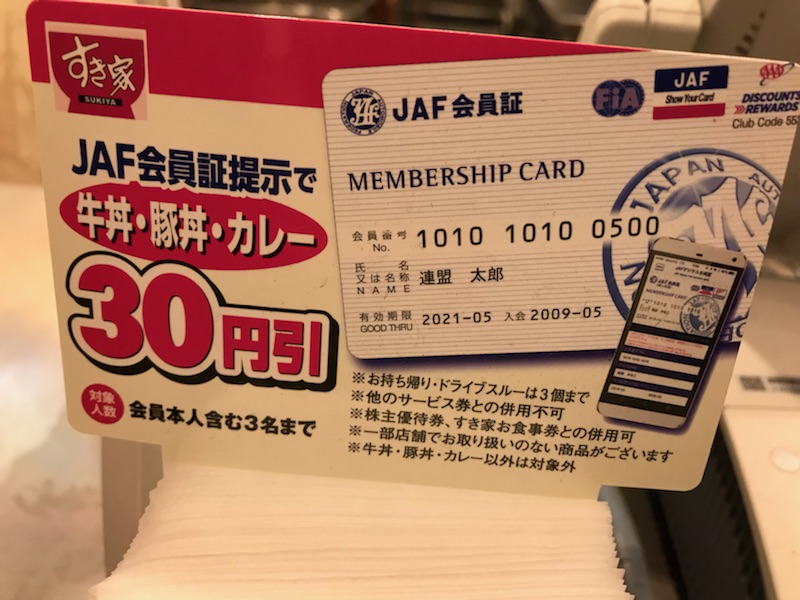 すき家
SUKIYA
JAF会員証提示で
牛丼・豚丼・カレー
30円引
対象
人数
会員本人含む3名まで
JAF会員証
FIA
JAF
Show Your Card
DISCOUNTS
REWARDS
Club Code 55
MEMBERSHIP CARD
会員番号
No.
1010 1010 0500
氏名
又は名称
NAME
連盟 太郎
有効期限
GOOD THRU
2021-05
入会 2009-05
JAPAN AUT
※お持ち帰り・ドライブスルーは3個まで
※他のサービス券との併用不可
※株主優待券、すき家お食事券との併用可
※一部店舗でお取り扱いのない商品がございます
※牛丼・豚丼・カレー以外は対象外